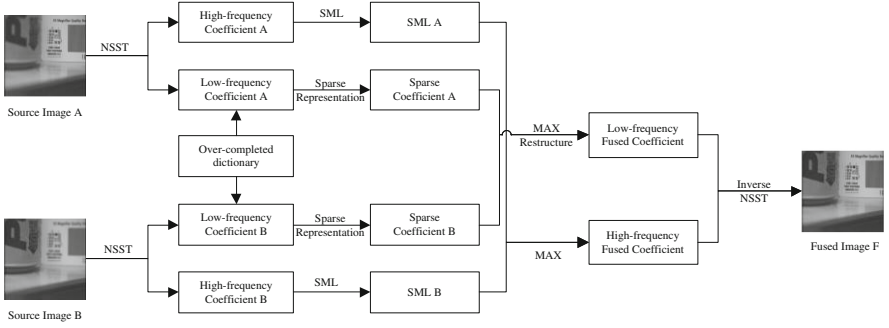 High-frequency
Coefficient A
SML
SML A
NSST
Low-frequency
Coefficient A
Sparse
Representation
Sparse
Coefficient A
Source Image A
MAX
Restructure
Low-frequency
Fused Coefficient
Over-completed
dictionary
Inverse
NSST
Low-frequency
Coefficient B
Sparse
Representation
Sparse
Coefficient B
NSST
MAX
High-frequency
Fused Coefficient
Fused Image F
High-frequency
Coefficient B
SML
SML B
Source Image B